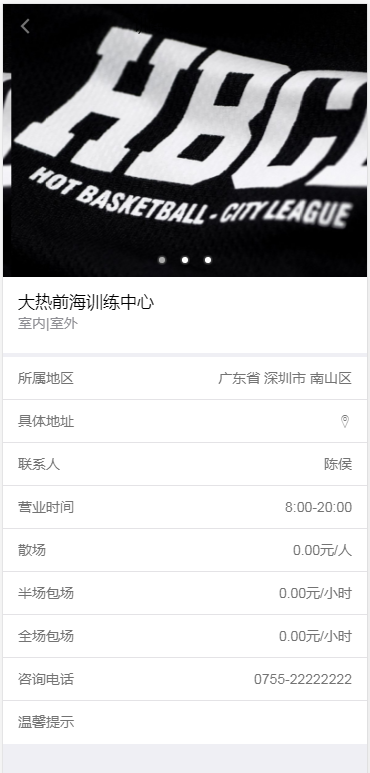 HBCL
HOT BASKETBALL - CITY LEAGUE
大热前海训练中心
室内|室外
所属地区 广东省 深圳市 南山区
具体地址
联系人 陈侯
营业时间 8:00-20:00
散场 0.00元/人
半场包场 0.00元/小时
全场包场 0.00元/小时
咨询电话 0755-22222222
温馨提示